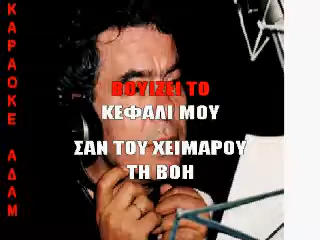 ΚΑΡΑΟΚΕ ΑΔΑΜ
ΒΟΥΙΖΕΙ ΤΟ
ΚΕΦΑΛΙ ΜΟΥ
ΣΑΝ ΤΟΥ ΧΕΙΜΑΡΟΥ
ΤΗ ΒΟΗ